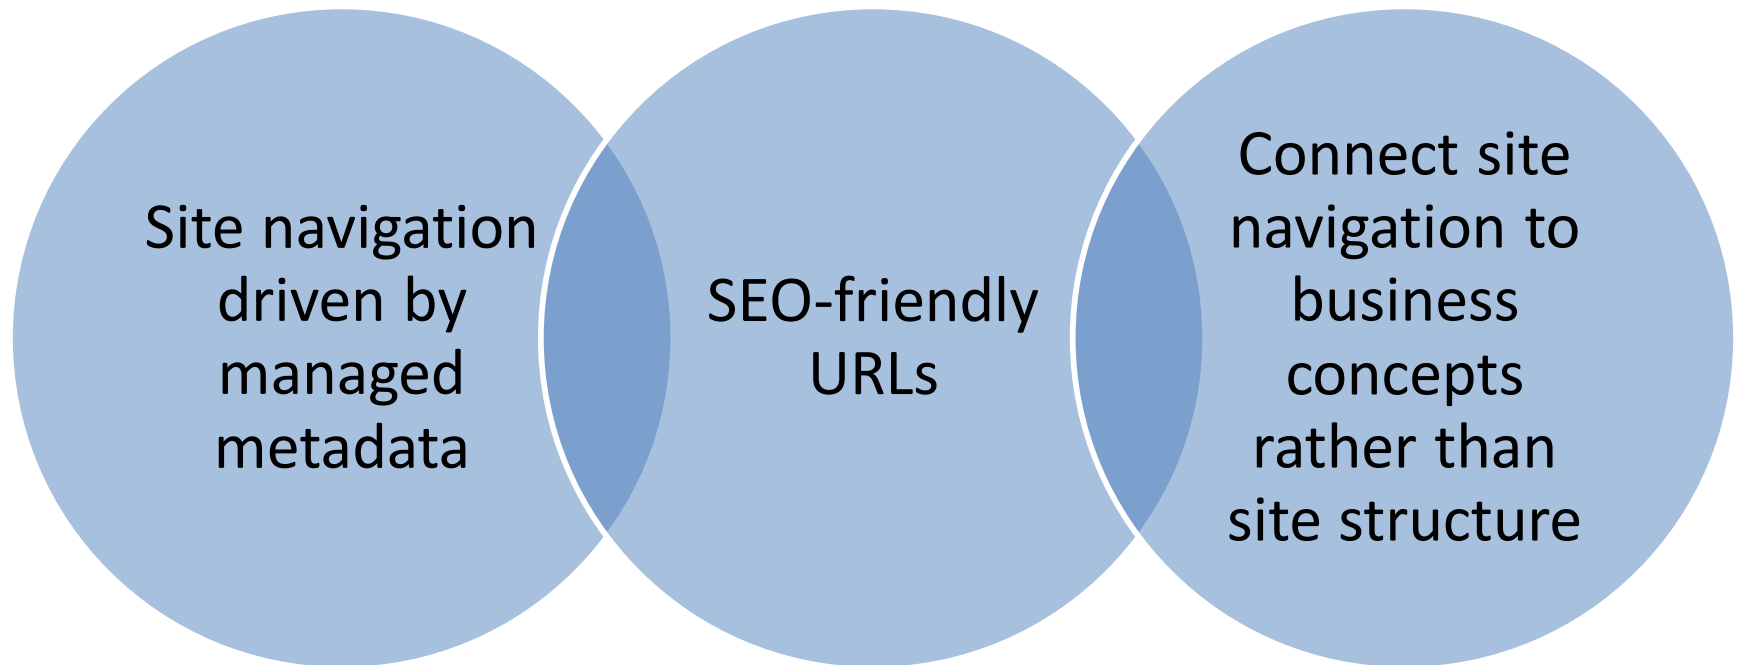 Site navigation
driven by
managed
metadata
SEO-friendly
URLs
Connect site
navigation to
business
concepts
rather than
site structure